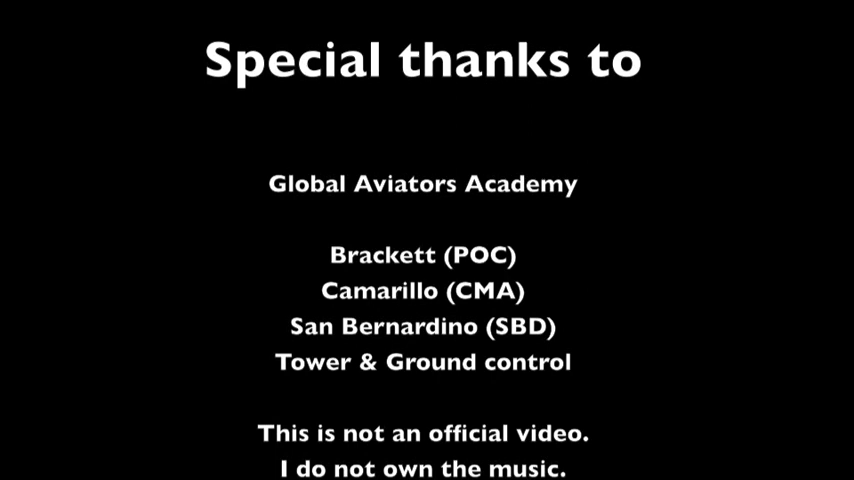 Special thanks to
Global Aviators Academy
Brackett (POC)
Camarillo (CMA)
San Bernardino (SBD)
Tower & Ground control
This is not an official video.
I do not own the music.